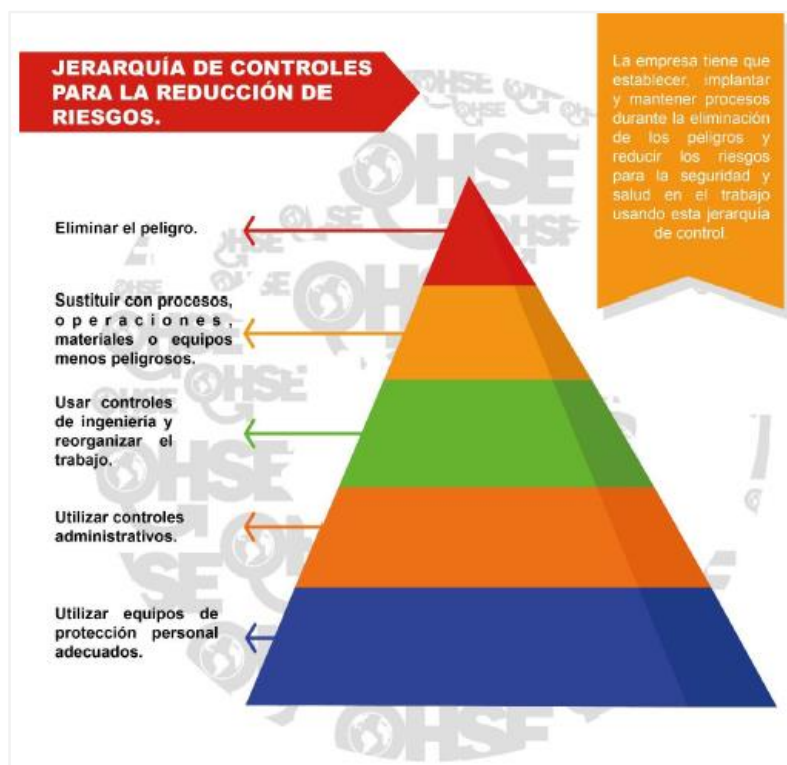 JERARQUÍA DE CONTROLES
PARA LA REDUCCIÓN DE
RIESGOS.
La empresa tiene que
establecer, implantar
y mantener procesos
durante la eliminación
de los peligros y
reducir los riesgos
para la seguridad y
salud en el trabajo
usando esta jerarquía
de control.
Eliminar el peligro.
Sustituir con procesos,
operaciones,
materiales o equipos
menos peligrosos.
Usar controles
de ingeniería y
reorganizar el
trabajo.
Utilizar controles
administrativos.
Utilizar equipos de
protección personal
adecuados.